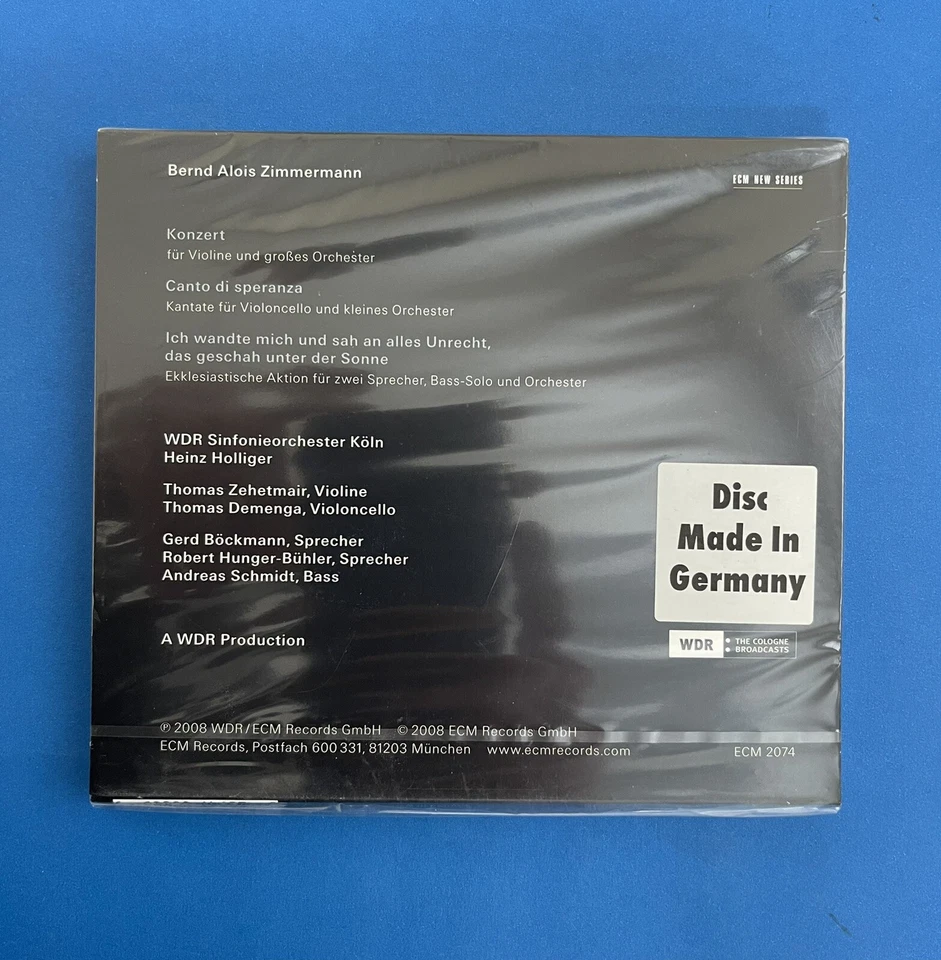 Bernd Alois Zimmermann
ECM NEW SERIES
Konzert
für Violine und großes Orchester
Canto di speranza
Kantate für Violoncello und kleines Orchester
Ich wandte mich und sah an alles Unrecht,
das geschah unter der Sonne
Ekklesiastische Aktion für zwei Sprecher, Bass-Solo und Orchester
WDR Sinfonieorchester Köln
Heinz Holliger
Thomas Zehetmair, Violine
Thomas Demenga, Violoncello
Gerd Böckmann, Sprecher
Robert Hunger-Bühler, Sprecher
Andreas Schmidt, Bass
Disc
Made In
Germany
A WDR Production
WDR THE COLOGNE
BROADCASTS
℗ 2008 WDR/ECM Records GmbH © 2008 ECM Records GmbH
ECM Records, Postfach 600 331, 81203 München www.ecmrecords.com ECM 2074